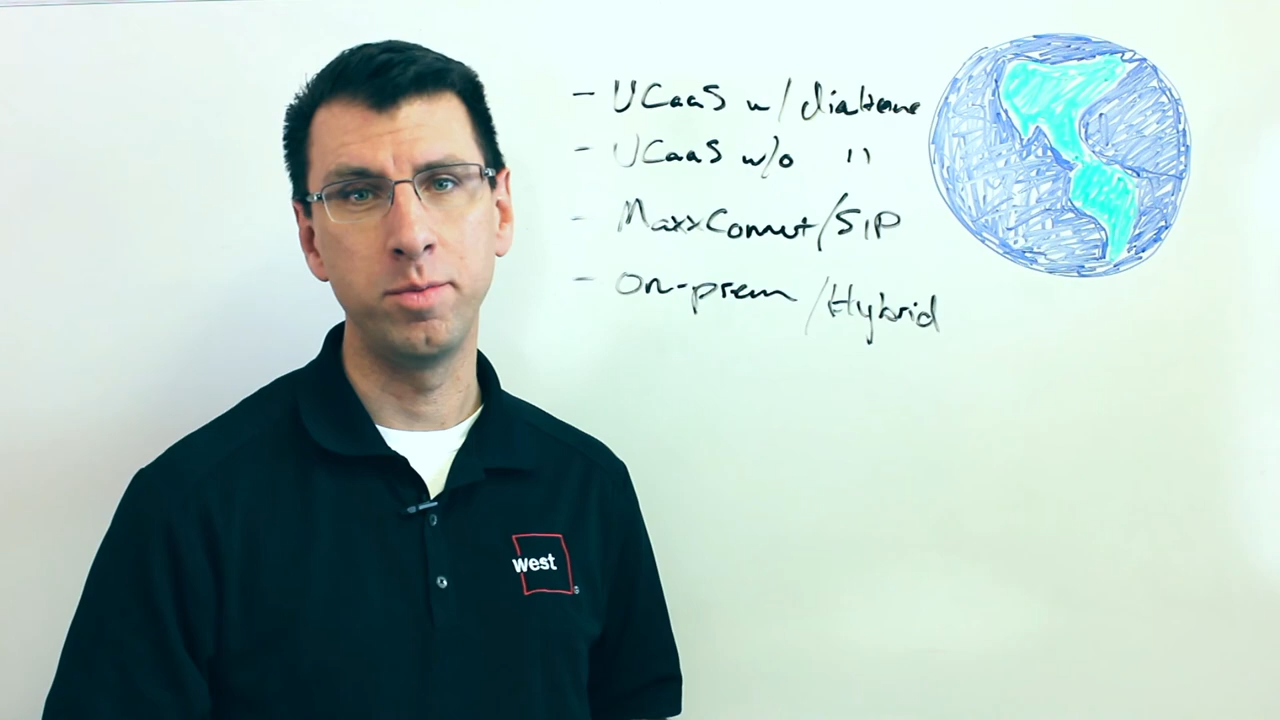 - UCaaS w/ dialtone
- UCaaS w/o "
- MaxxConnect/SIP
- On-prem/Hybrid
west